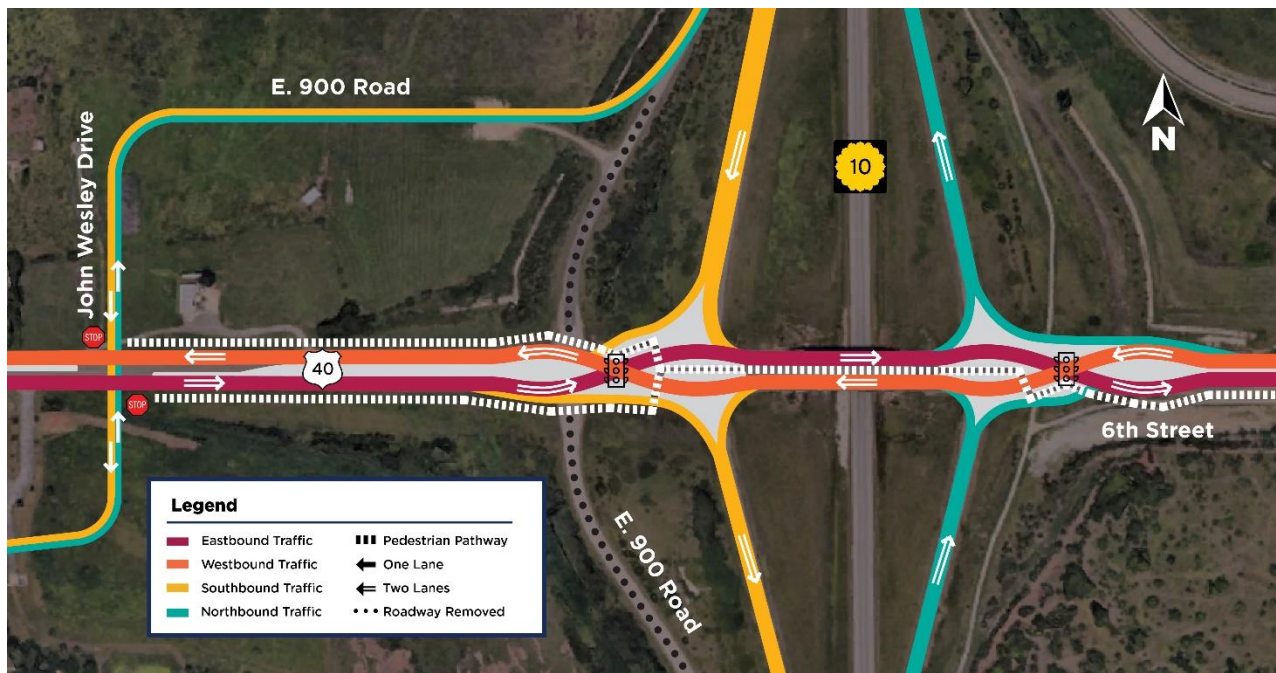 E. 900 Road
John Wesley Drive
10
N
STOP
40
STOP
6th Street
E. 900 Road
Legend
Eastbound Traffic
Westbound Traffic
Southbound Traffic
Northbound Traffic
Pedestrian Pathway
One Lane
Two Lanes
Roadway Removed